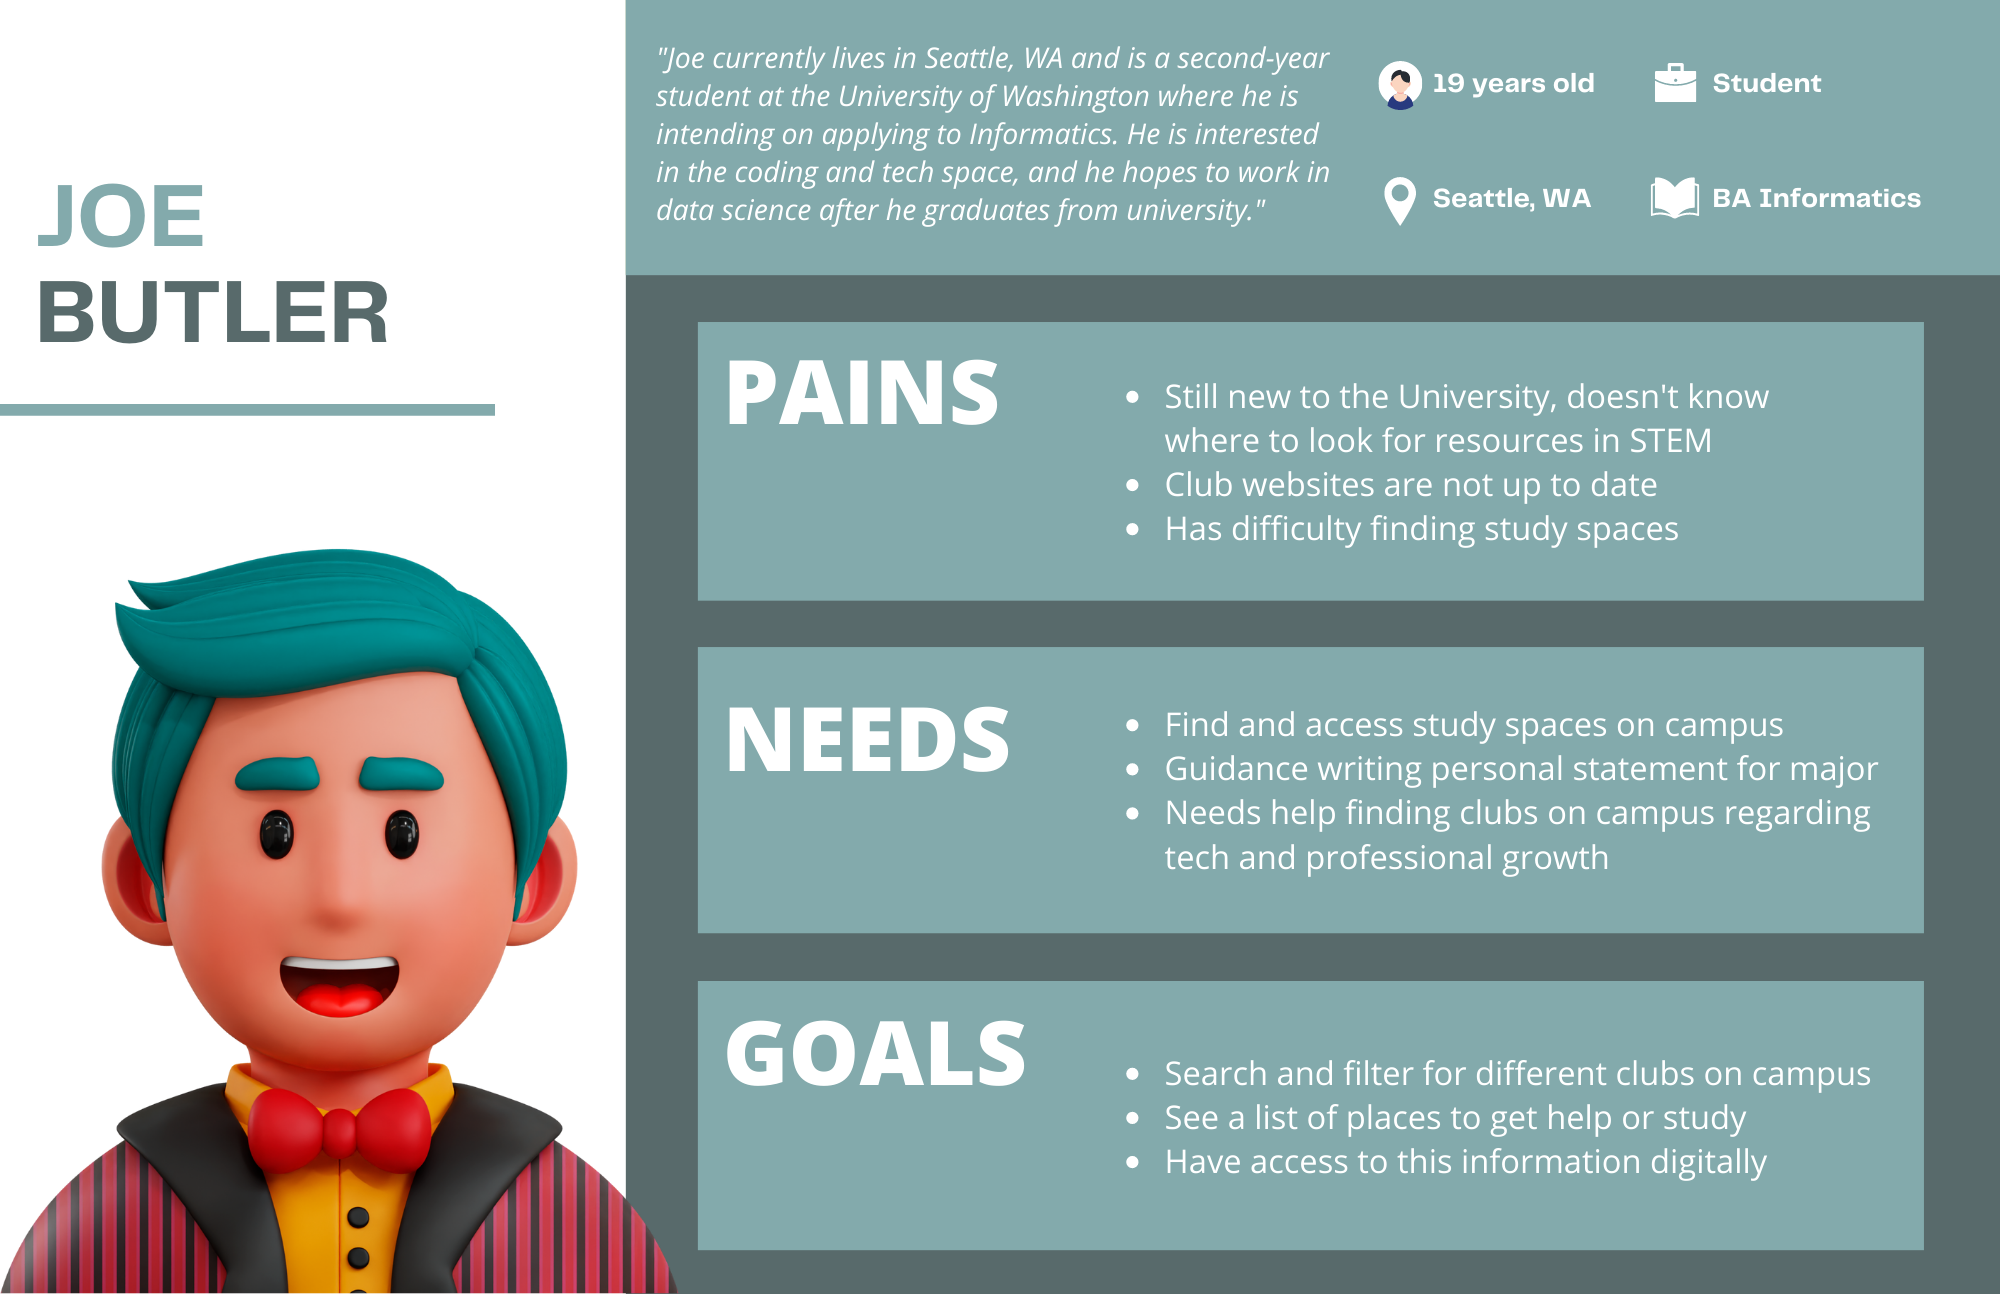 JOE
BUTLER
"Joe currently lives in Seattle, WA and is a second-year
student at the University of Washington where he is
intending on applying to Informatics. He is interested
in the coding and tech space, and he hopes to work in
data science after he graduates from university."
19 years old
Student
Seattle, WA
BA Informatics
PAINS
• Still new to the University, doesn't know
where to look for resources in STEM
• Club websites are not up to date
• Has difficulty finding study spaces
NEEDS
• Find and access study spaces on campus
• Guidance writing personal statement for major
• Needs help finding clubs on campus regarding
tech and professional growth
GOALS
• Search and filter for different clubs on campus
• See a list of places to get help or study
• Have access to this information digitally